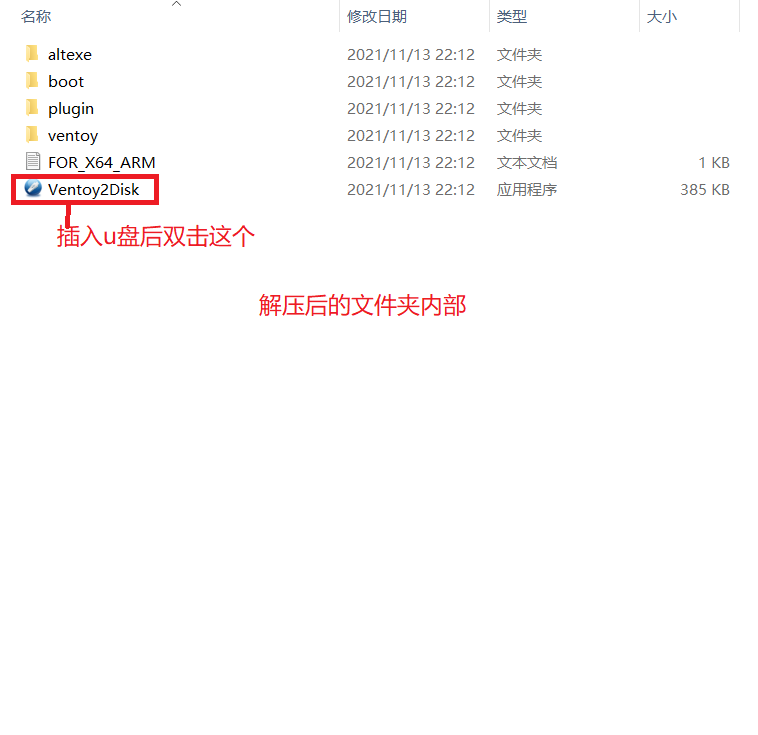 名称 修改日期 类型 大小
altexe 2021/11/13 22:12 文件夹
boot 2021/11/13 22:12 文件夹
plugin 2021/11/13 22:12 文件夹
ventoy 2021/11/13 22:12 文件夹
FOR_X64_ARM 2021/11/13 22:12 文本文档 1 KB
Ventoy2Disk 2021/11/13 22:12 应用程序 385 KB
插入u盘后双击这个
解压后的文件夹内部